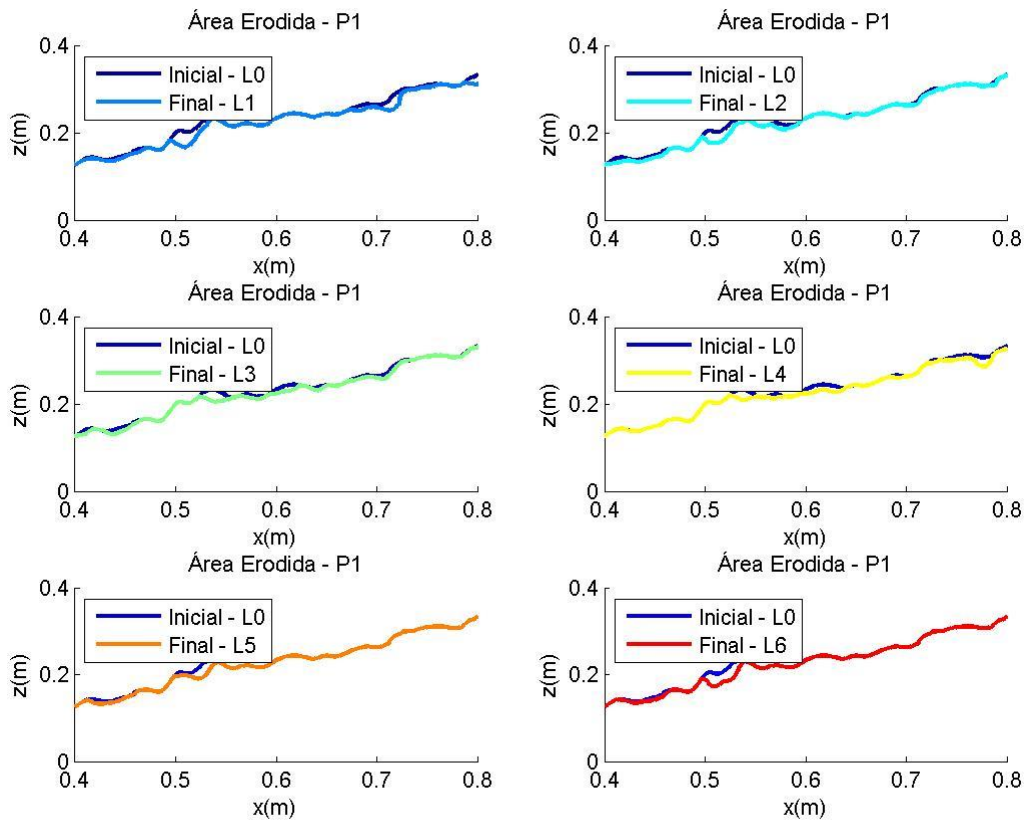 Área Erodida - P1
0.4
Inicial - L0
Final - L1
0.2
z(m)
0
0.4 0.5 0.6 0.7 0.8
x(m)
Área Erodida - P1
0.4
Inicial - L0
Final - L2
0.2
z(m)
0
0.4 0.5 0.6 0.7 0.8
x(m)
Área Erodida - P1
0.4
Inicial - L0
Final - L3
0.2
z(m)
0
0.4 0.5 0.6 0.7 0.8
x(m)
Área Erodida - P1
0.4
Inicial - L0
Final - L4
0.2
z(m)
0
0.4 0.5 0.6 0.7 0.8
x(m)
Área Erodida - P1
0.4
Inicial - L0
Final - L5
0.2
z(m)
0
0.4 0.5 0.6 0.7 0.8
x(m)
Área Erodida - P1
0.4
Inicial - L0
Final - L6
0.2
z(m)
0
0.4 0.5 0.6 0.7 0.8
x(m)